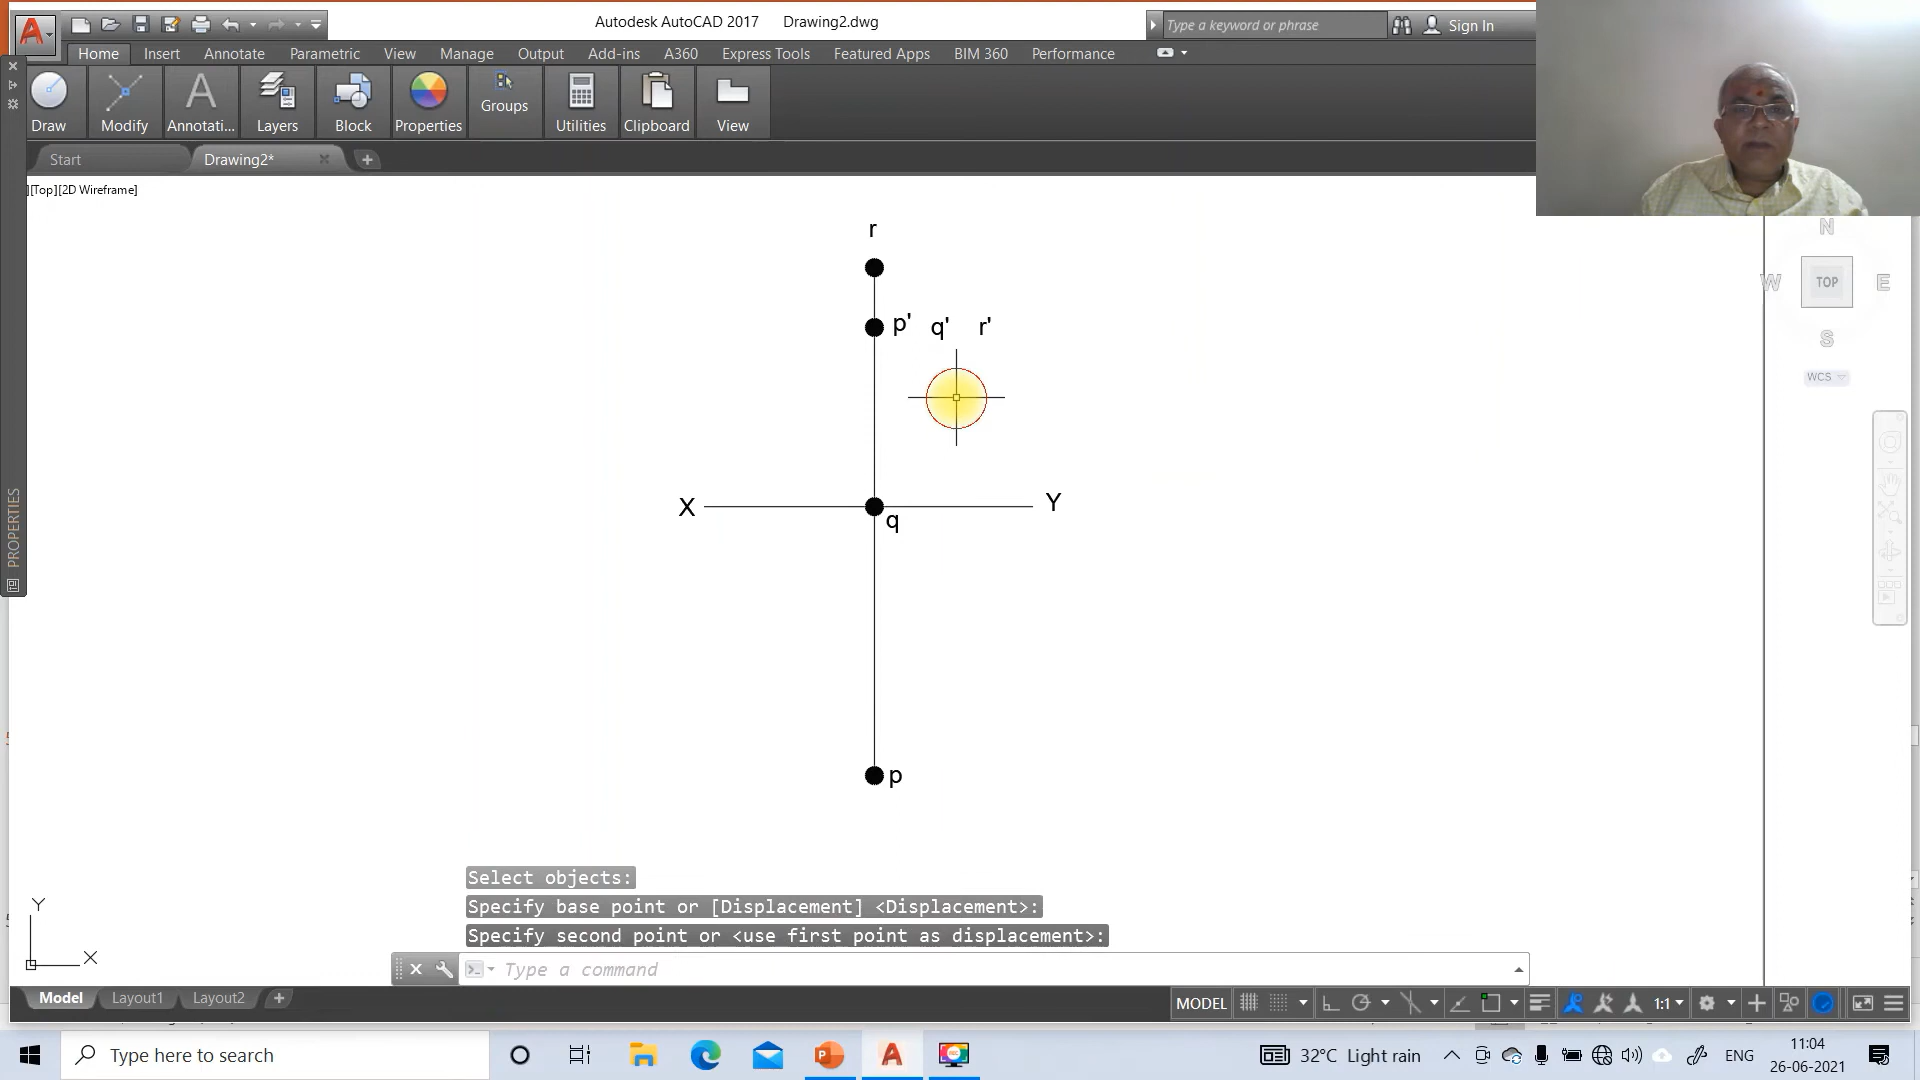 Autodesk AutoCAD 2017 Drawing2.dwg
Type a keyword or phrase
Sign In
Home Insert Annotate Parametric View Manage Output Add-ins A360 Express Tools Featured Apps BIM 360 Performance
Draw Modify Annotati... Layers Block Properties Groups Utilities Clipboard View
Start Drawing2*
][Top][2D Wireframe]
r
p' q' r'
X Y
q
p
N
W TOP E
S
WCS
PROPERTIES
Select objects:
Specify base point or [Displacement] <Displacement>:
Specify second point or <use first point as displacement>:
Type a command
Y
X
Model Layout1 Layout2
MODEL 1:1
Type here to search
32°C Light rain
ENG
11:04
26-06-2021